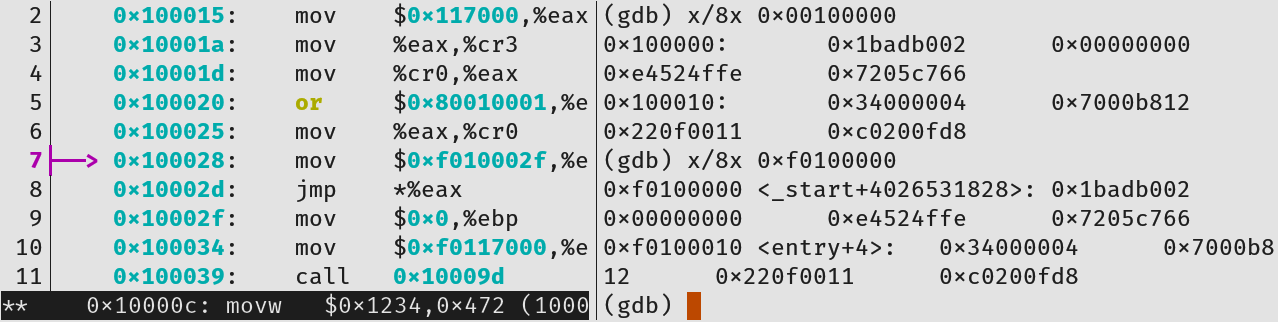 2 0x100015: mov $0x117000,%eax
3 0x10001a: mov %eax,%cr3
4 0x10001d: mov %cr0,%eax
5 0x100020: or $0x80010001,%e
6 0x100025: mov %eax,%cr0
7 0x100028: mov $0xf010002f,%e
8 0x10002d: jmp *%eax
9 0x10002f: mov $0x0,%ebp
10 0x100034: mov $0xf0117000,%e
11 0x100039: call 0x10009d
** 0x10000c: movw $0x1234,0x472 (1000
(gdb) x/8x 0x00100000
0x100000: 0x1badb002 0x00000000
0xe4524ffe 0x7205c766
0x100010: 0x34000004 0x7000b812
0x220f0011 0xc0200fd8
(gdb) x/8x 0xf0100000
0xf0100000 <_start+4026531828>: 0x1badb002
0x00000000 0xe4524ffe 0x7205c766
0xf0100010 <entry+4>: 0x34000004 0x7000b8
12 0x220f0011 0xc0200fd8
(gdb)